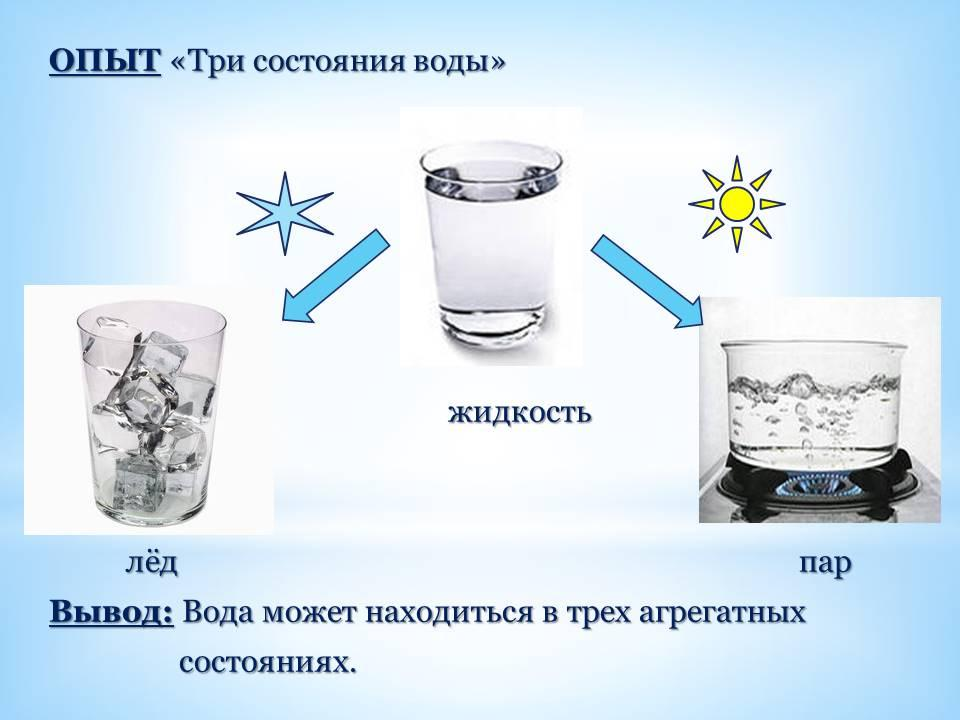 ОПЫТ «Три состояния воды»
жидкость
лёд
пар
Вывод: Вода может находиться в трех агрегатных
состояниях.